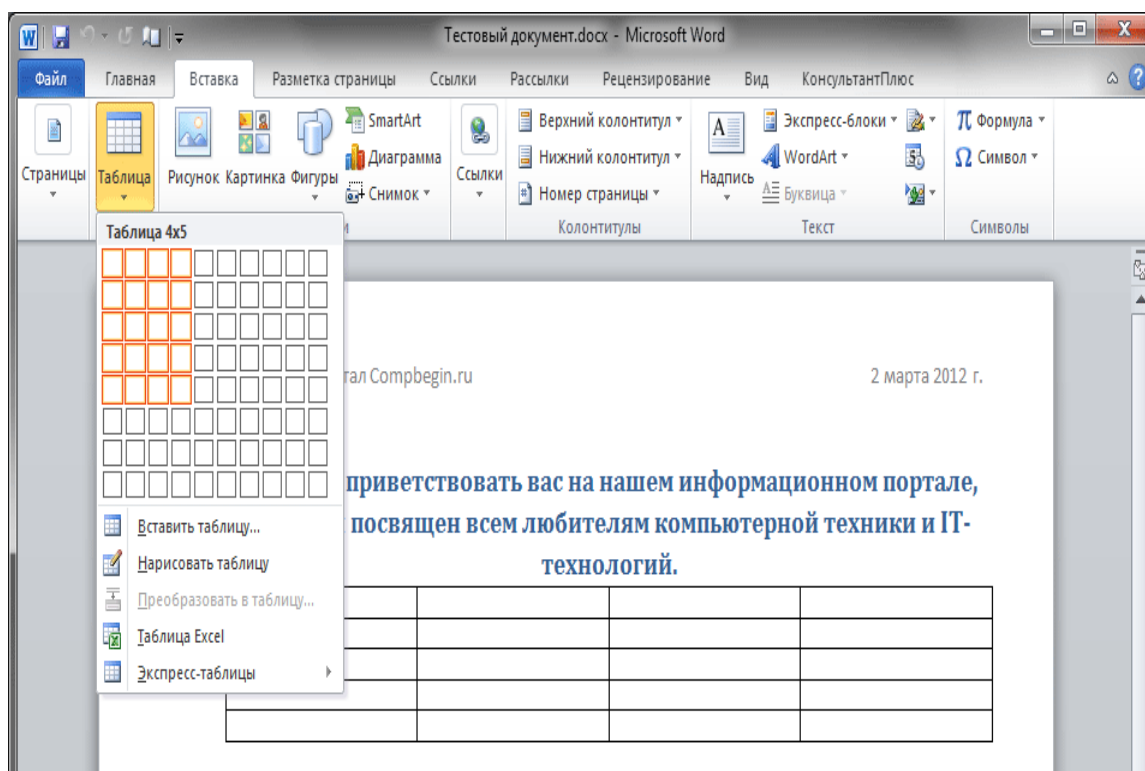 Тестовый документ.docx - Microsoft Word
Файл Главная Вставка Разметка страницы Ссылки Рассылки Рецензирование Вид КонсультантПлюс
Страницы
Таблица
Рисунок Картинка Фигуры
SmartArt
Диаграмма
Снимок
Ссылки
Верхний колонтитул
Нижний колонтитул
Номер страницы
Колонтитулы
Надпись
Экспресс-блоки
WordArt
Буквица
Текст
Формула
Символ
Символы
Таблица 4x5
Вставить таблицу...
Нарисовать таблицу
Преобразовать в таблицу...
Таблица Excel
Экспресс-таблицы
Compbegin.ru 2 марта 2012 г.
приветствовать вас на нашем информационном портале,
посвящен всем любителям компьютерной техники и IT-
технологий.